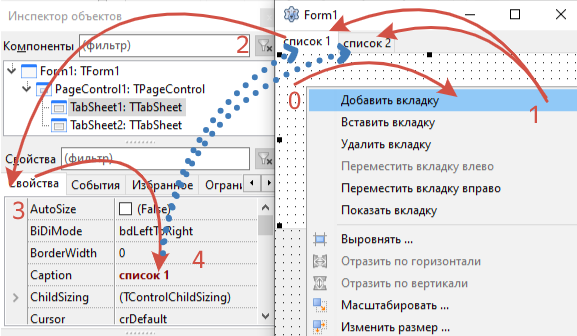 Инспектор объектов
Компоненты
(фильтр)
2
Form1: TForm1
PageControl1: TPageControl
TabSheet1: TTabSheet
TabSheet2: TTabSheet
Свойства
(фильтр)
Свойства
События
Избранное
Ограни
3
AutoSize
(False)
BiDiMode
bdLeftToRight
BorderWidth
0
4
Caption
список 1
ChildSizing
(TControlChildSizing)
Cursor
crDefault
Form1
список 1
список 2
0
1
Добавить вкладку
Вставить вкладку
Удалить вкладку
Переместить вкладку влево
Переместить вкладку вправо
Показать вкладку
Выровнять ...
Отразить по горизонтали
Отразить по вертикали
Масштабировать ...
Изменить размер ...